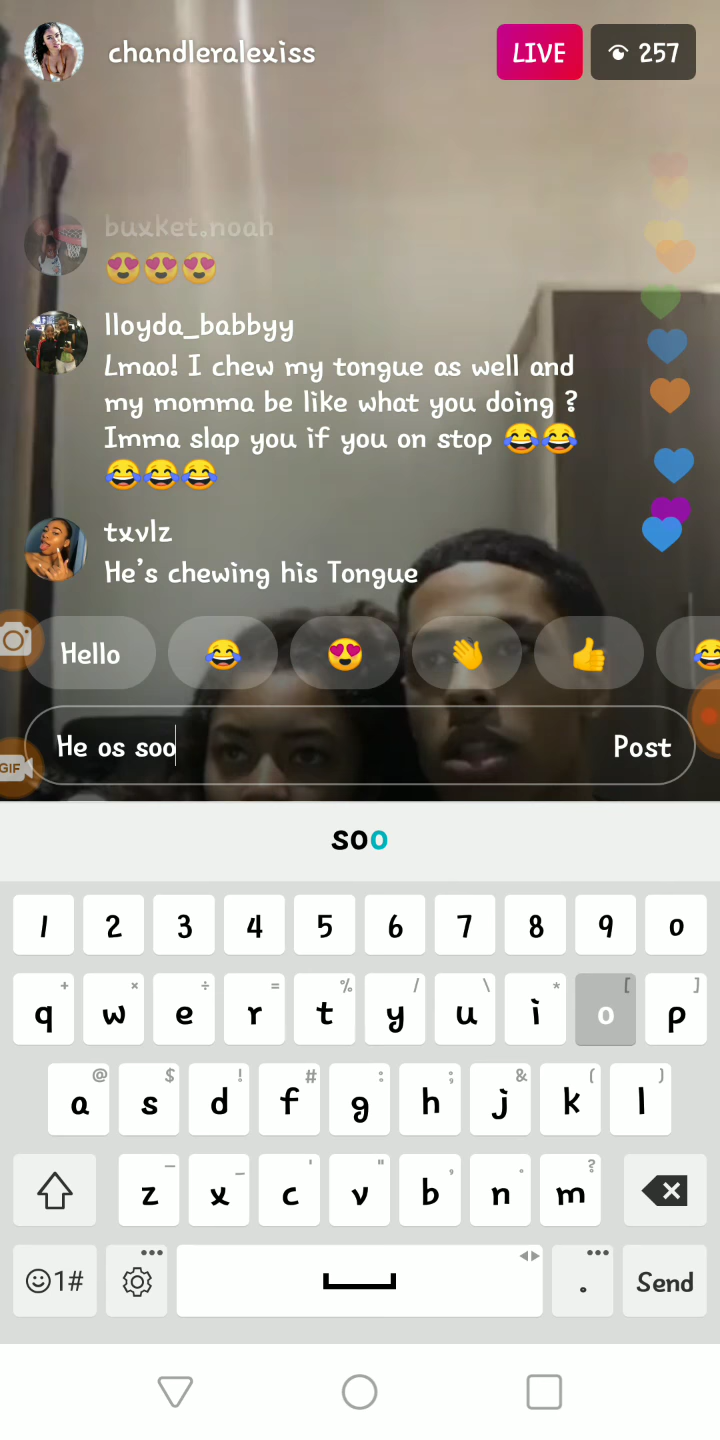 chandleralexiss
LIVE
257
buxket.noah
😍😍😍
lloyda_babbyy
Lmao! I chew my tongue as well and
my momma be like what you doing ?
Imma slap you if you on stop 😂😂
😂😂😂
txvlz
He's chewing his Tongue
Hello 😂 😍 👋 👍 😂
He os soo
Post
GIF
soo
1 2 3 4 5 6 7 8 9 0
+ × ÷ = % / \ * [ ]
q w e r t y u i o p
@ $ ! # : ; & ( )
a s d f g h j k l
– _ ' " , . ?
z x c v b n m
☺1# . Send